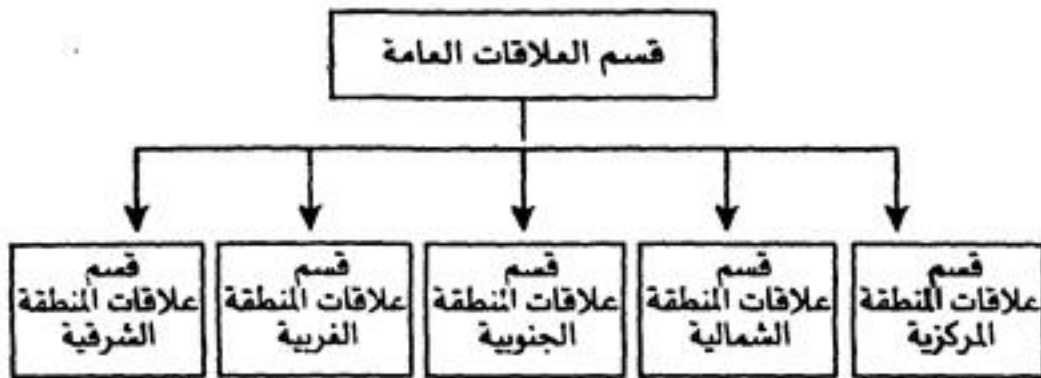 قسم العلاقات العامة
قسم
علاقات المنطقة
المركزية
قسم
علاقات المنطقة
الشمالية
قسم
علاقات المنطقة
الجنوبية
قسم
علاقات المنطقة
الغربية
قسم
علاقات المنطقة
الشرقية